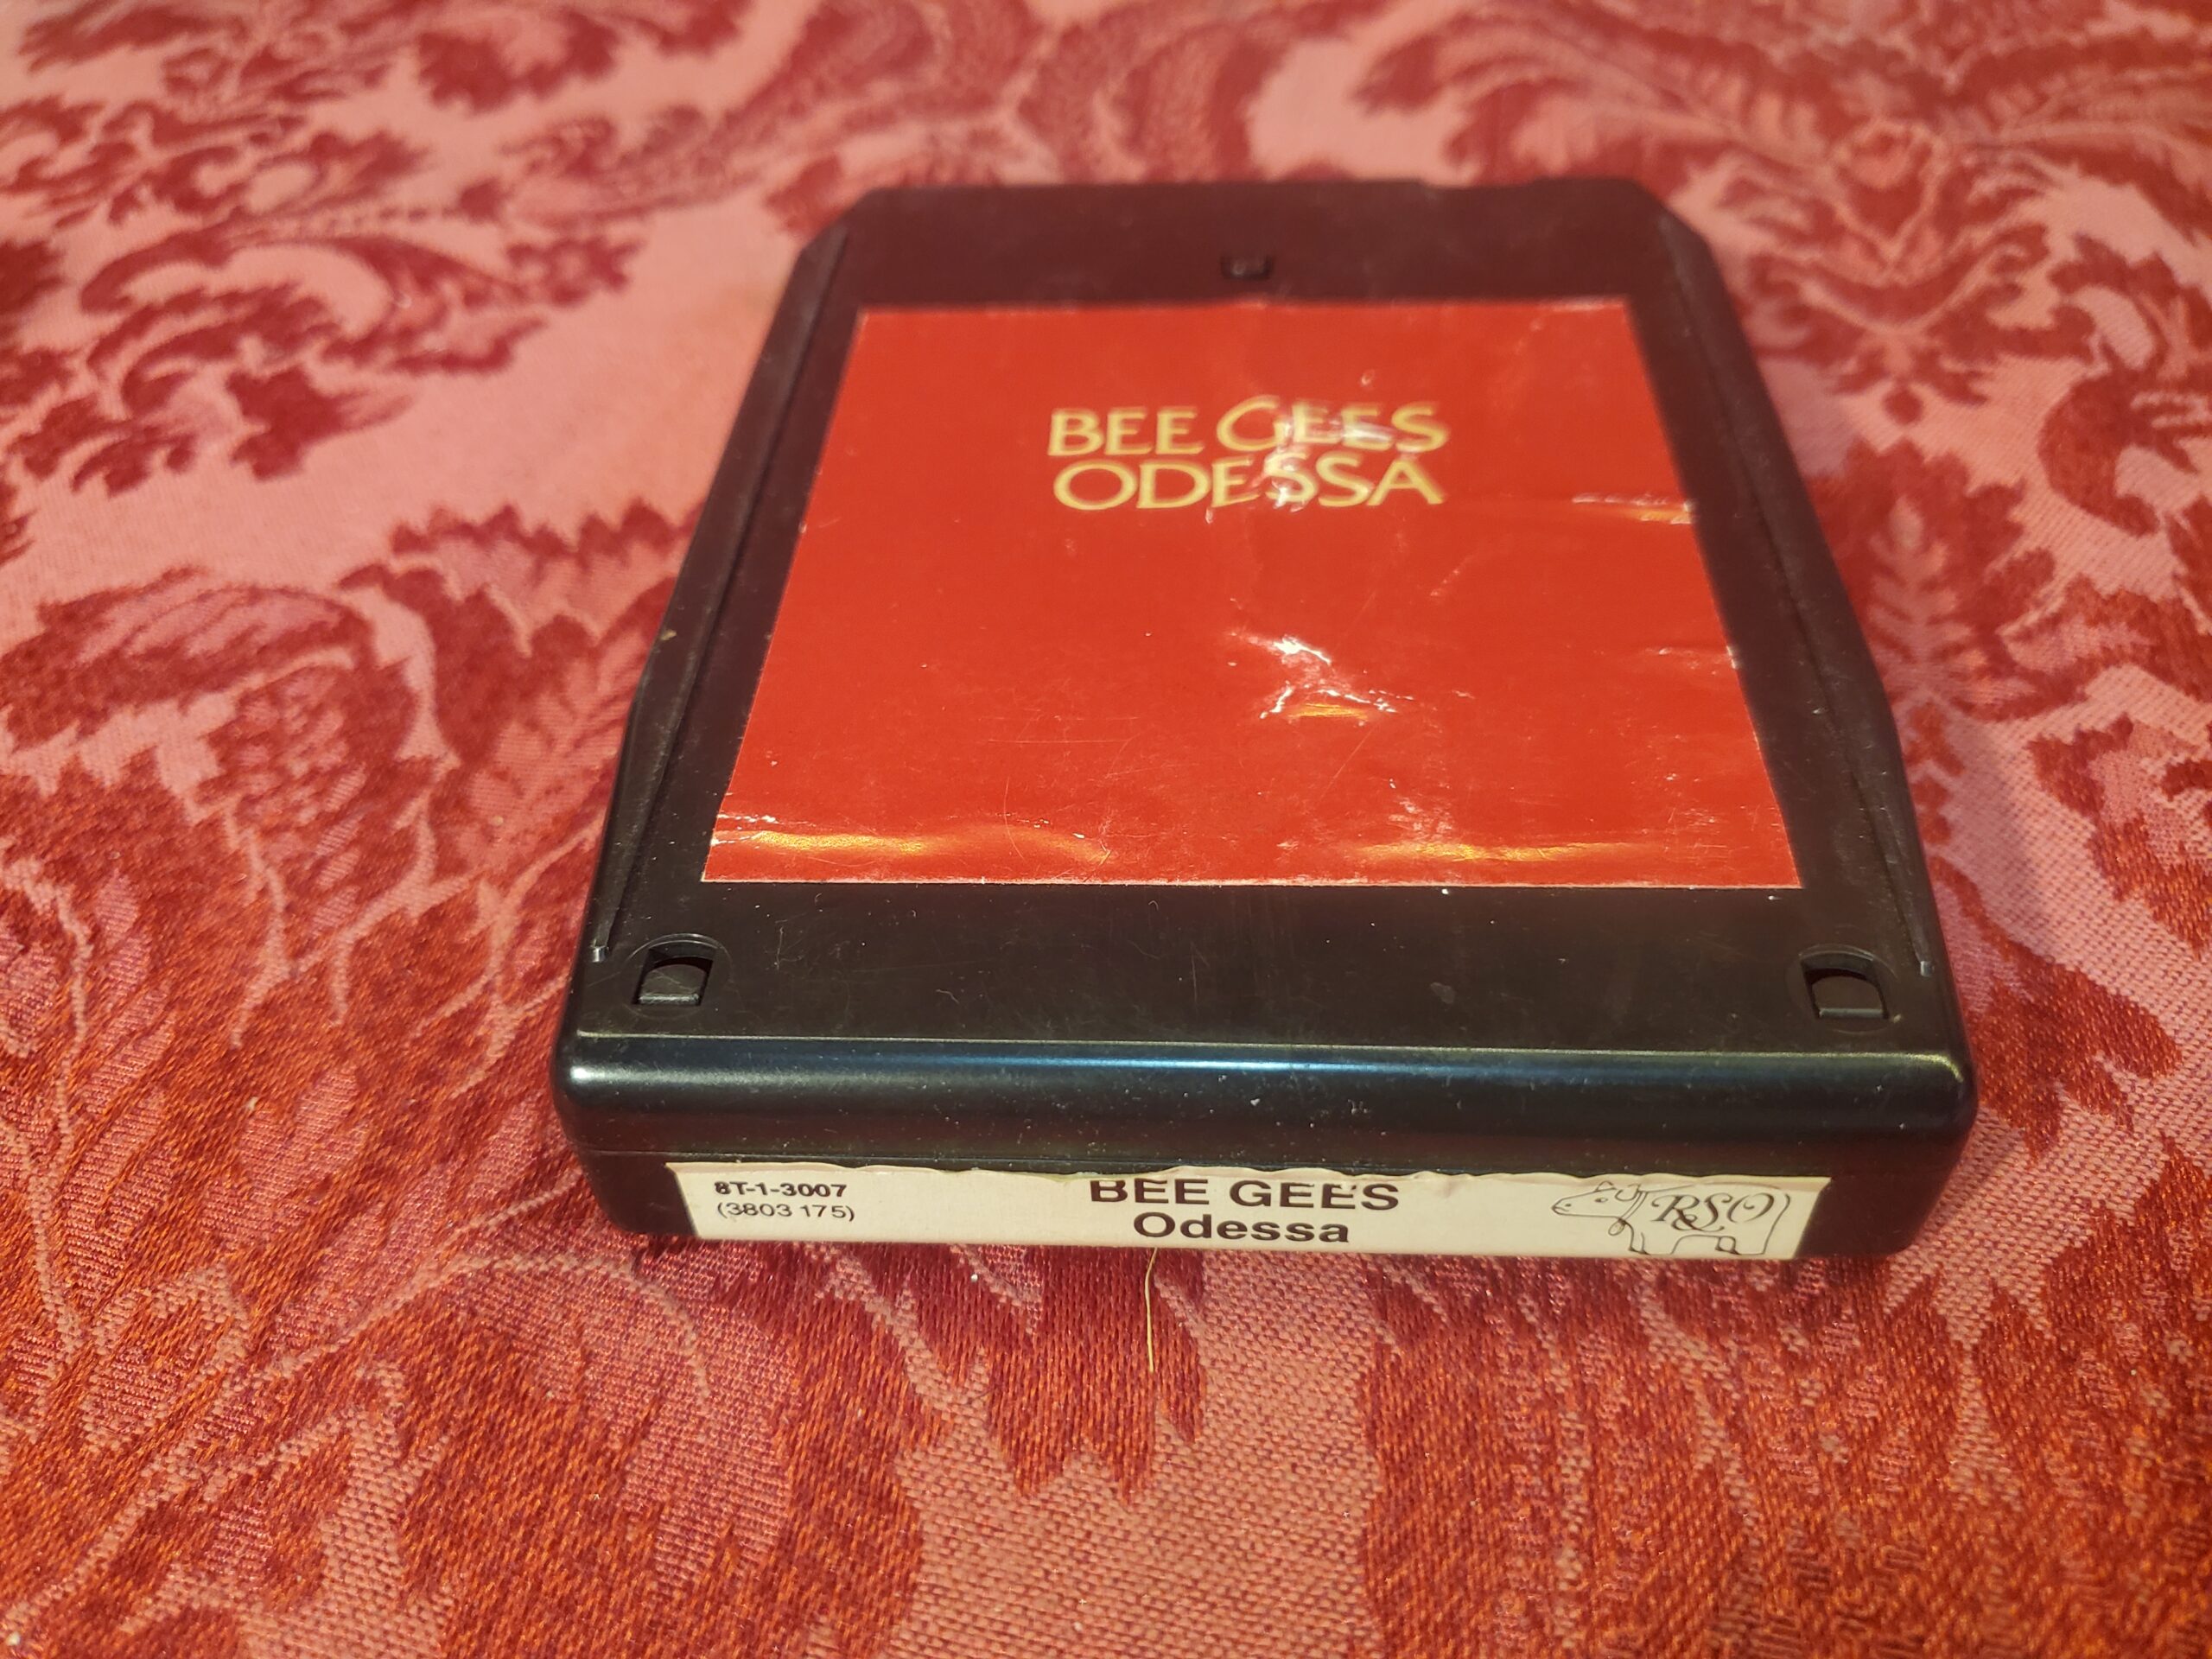 BEE GEES
ODESSA
8T-1-3007
(3803 175)
BEE GEES
Odessa
RSO